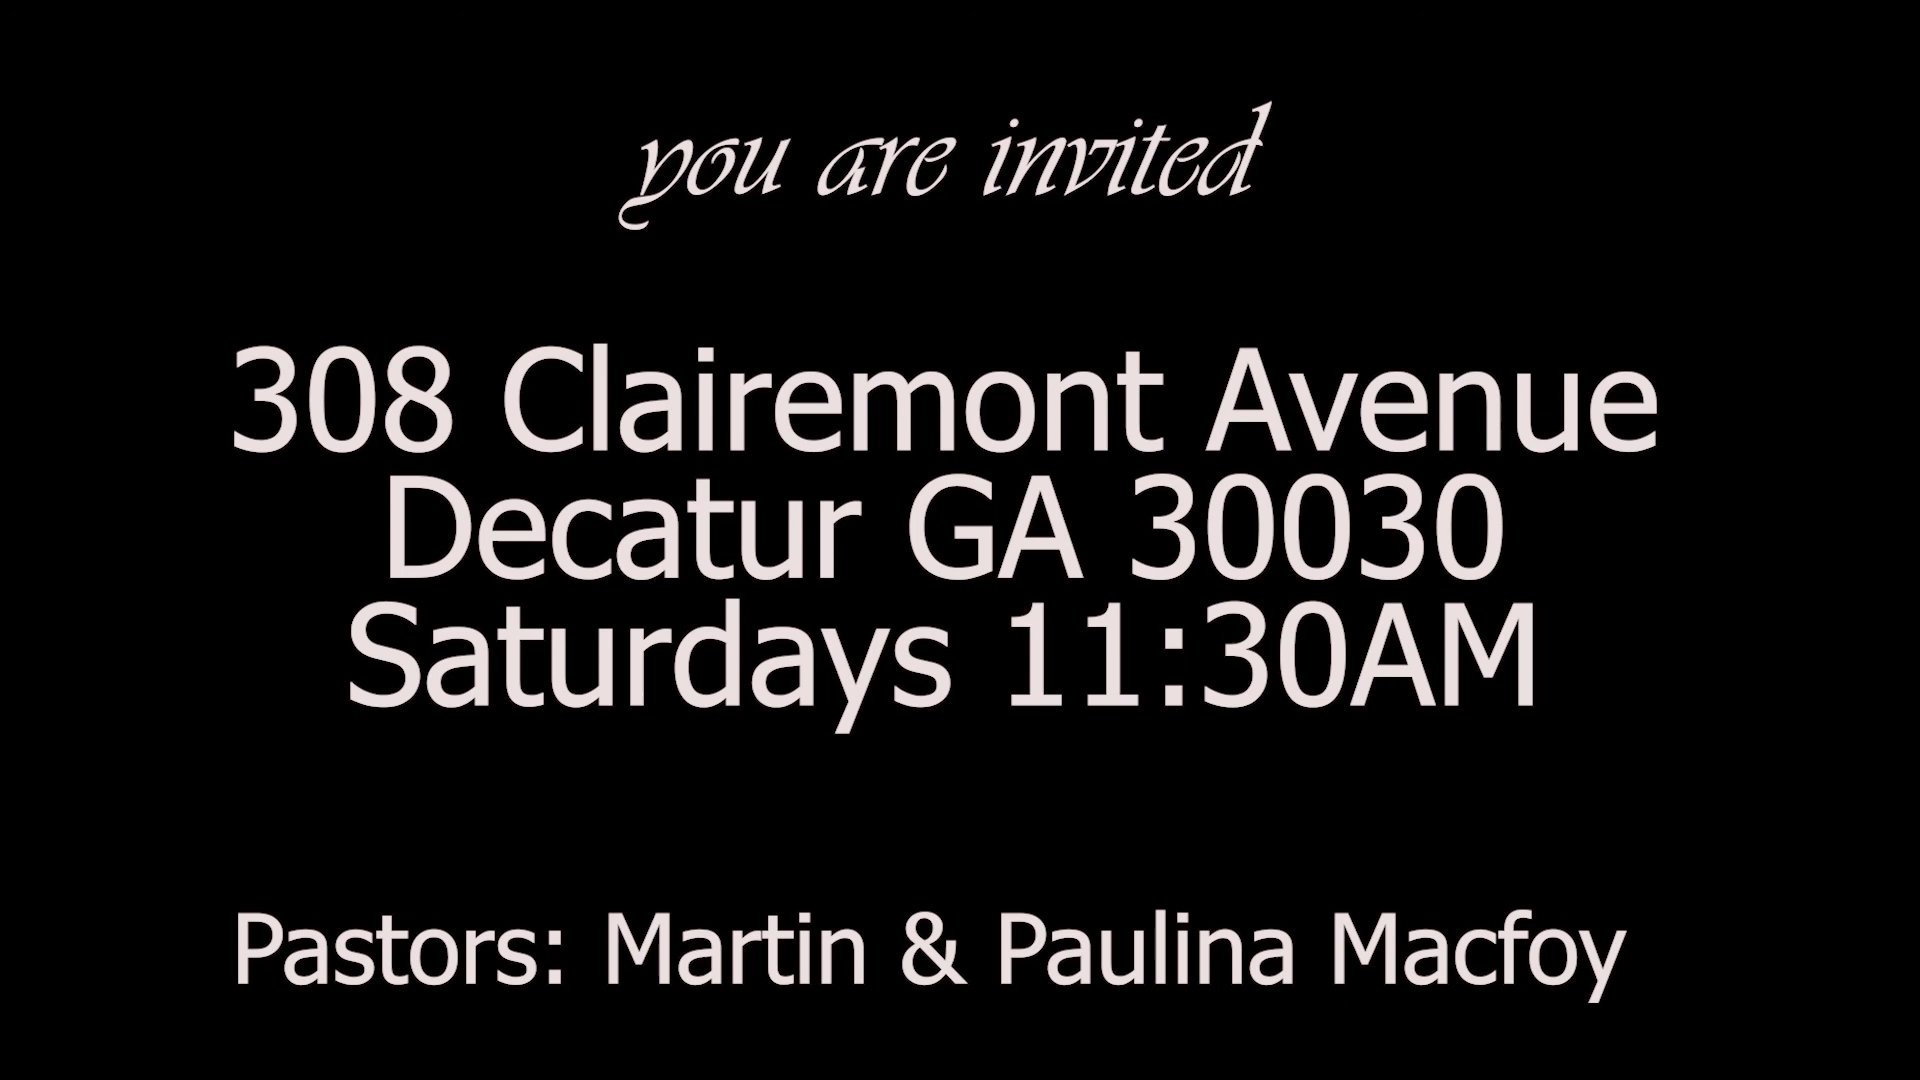 you are invited
308 Clairemont Avenue
Decatur GA 30030
Saturdays 11:30AM
Pastors: Martin & Paulina Macfoy